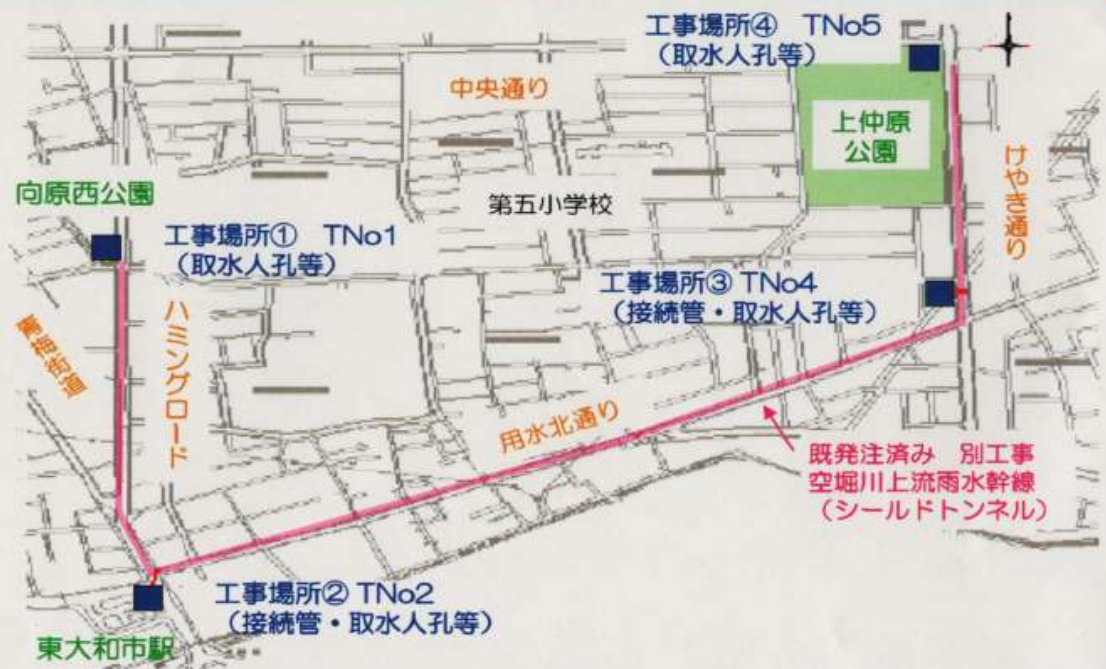 工事場所④ TNo5
（取水人孔等）
中央通り
上仲原
公園
けやき通り
向原西公園
第五小学校
工事場所① TNo1
（取水人孔等）
工事場所③ TNo4
（接続管・取水人孔等）
青梅街道
ハミングロード
用水北通り
既発注済み 別工事
空堀川上流雨水幹線
（シールドトンネル）
工事場所② TNo2
（接続管・取水人孔等）
東大和市駅